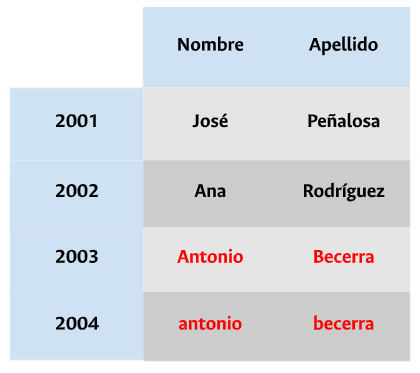 Nombre Apellido
2001 José Peñalosa
2002 Ana Rodríguez
2003 Antonio Becerra
2004 antonio becerra